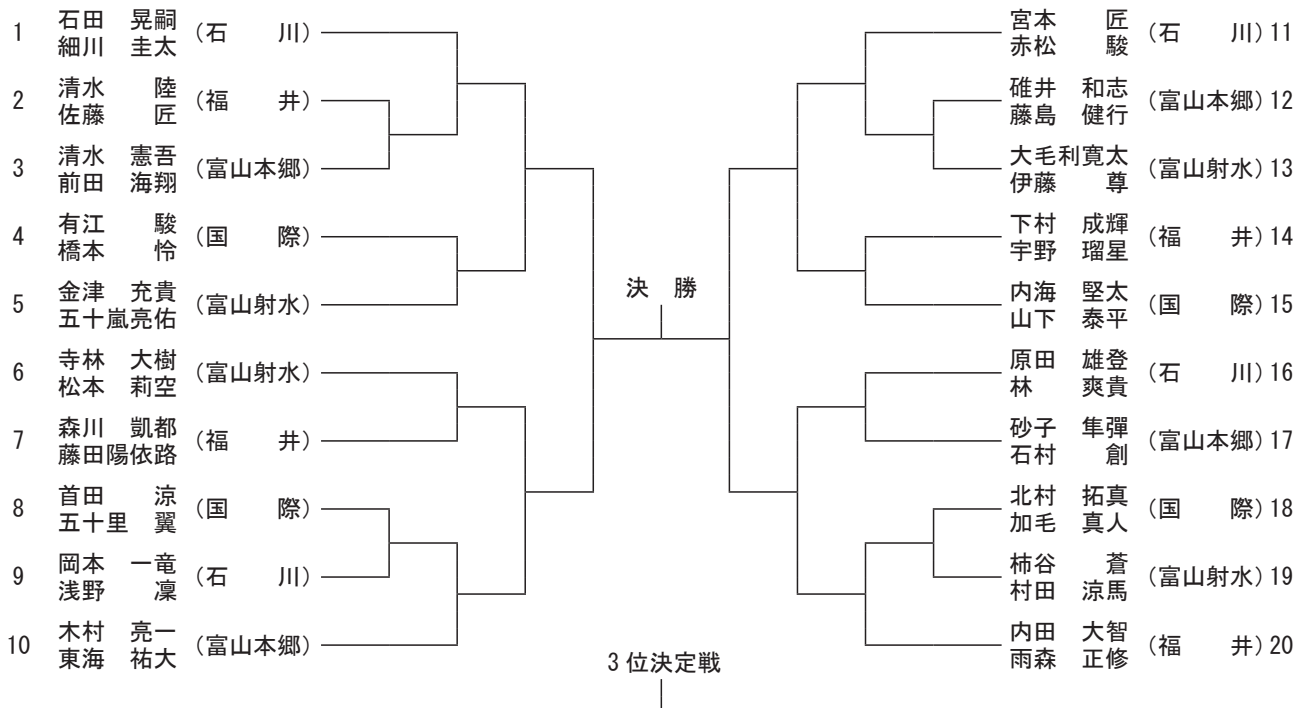 1 石田 晃嗣 (石 川)
細川 圭太
2 清水 陸 (福 井)
佐藤 匠
3 清水 憲吾 (富山本郷)
前田 海翔
4 有江 駿 (国 際)
橋本 怜
5 金津 充貴 (富山射水)
五十嵐亮佑
6 寺林 大樹 (富山射水)
松本 莉空
7 森川 凱都 (福 井)
藤田陽依路
8 首田 涼 (国 際)
五十里 翼
9 岡本 一竜 (石 川)
浅野 凜
10 木村 亮一 (富山本郷)
東海 祐大
決 勝
3位決定戦
宮本 匠 (石 川) 11
赤松 駿
碓井 和志 (富山本郷) 12
藤島 健行
大毛利寛太 (富山射水) 13
伊藤 尊
下村 成輝 (福 井) 14
宇野 瑠星
内海 堅太 (国 際) 15
山下 泰平
原田 雄登 (石 川) 16
林 爽貴
砂子 隼彈 (富山本郷) 17
石村 創
北村 拓真 (国 際) 18
加毛 真人
柿谷 蒼 (富山射水) 19
村田 涼馬
内田 大智 (福 井) 20
雨森 正修